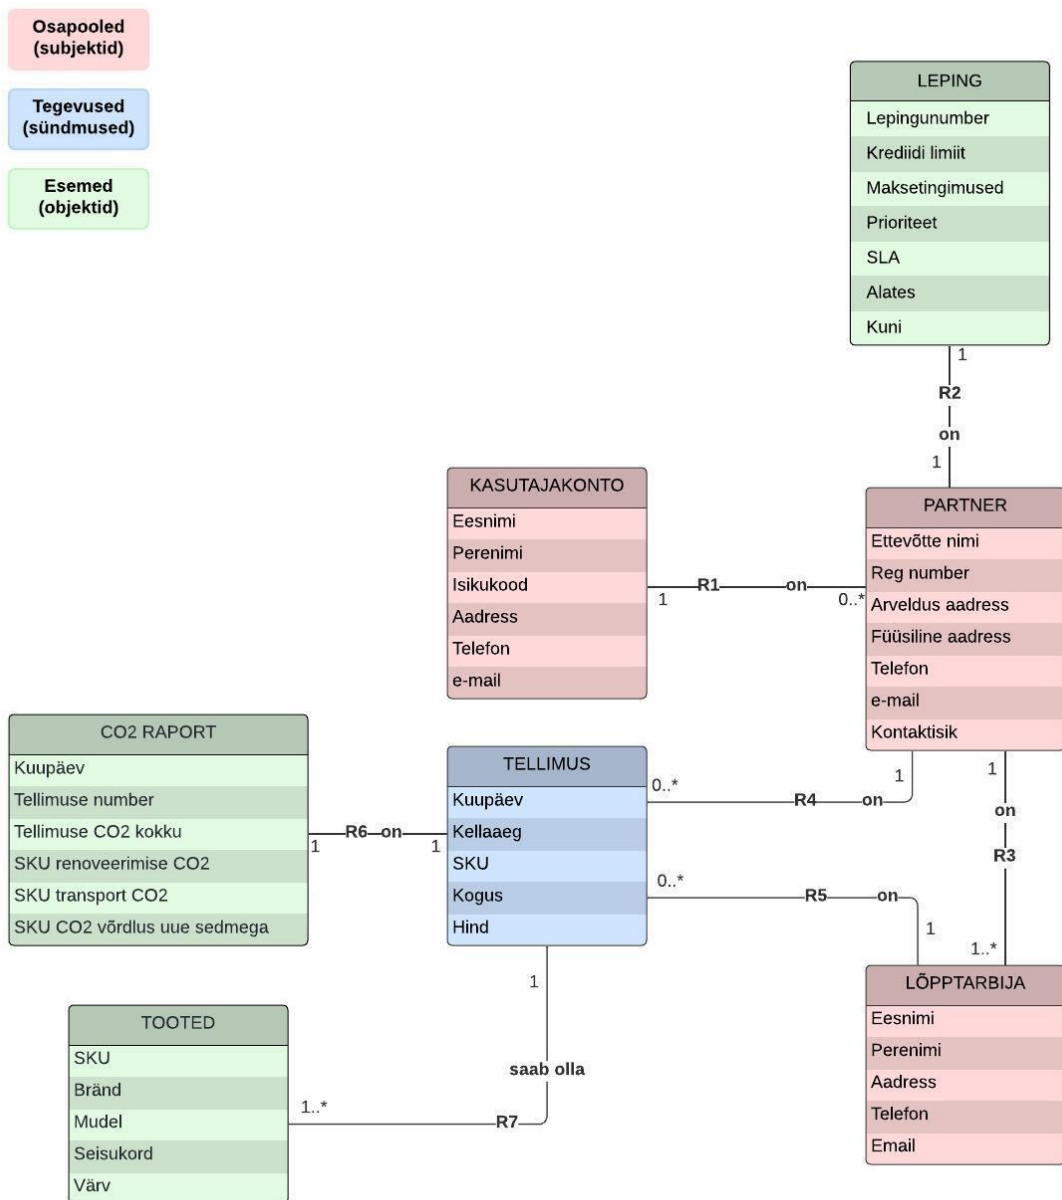 Osapooled
(subjektid)
Tegevused
(sündmused)
Esemed
(objektid)
LEPING
Lepingunumber
Krediidi limiit
Maksetingimused
Prioriteet
SLA
Alates
Kuni
1
R2
on
1
KASUTAJAKONTO
Eesnimi
Perenimi
Isikukood
Aadress
Telefon
e-mail
1
R1
on
0..*
PARTNER
Ettevõtte nimi
Reg number
Arveldus aadress
Füüsiline aadress
Telefon
e-mail
Kontaktisik
CO2 RAPORT
Kuupäev
Tellimuse number
Tellimuse CO2 kokku
SKU renoveerimise CO2
SKU transport CO2
SKU CO2 võrdlus uue sedmega
1
R6
on
1
TELLIMUS
Kuupäev
Kellaaeg
SKU
Kogus
Hind
0..*
R4
on
1
1
on
R3
1..*
0..*
R5
on
1
LÕPPTARBIJA
Eesnimi
Perenimi
Aadress
Telefon
Email
1
saab olla
R7
1..*
TOOTED
SKU
Bränd
Mudel
Seisukord
Värv